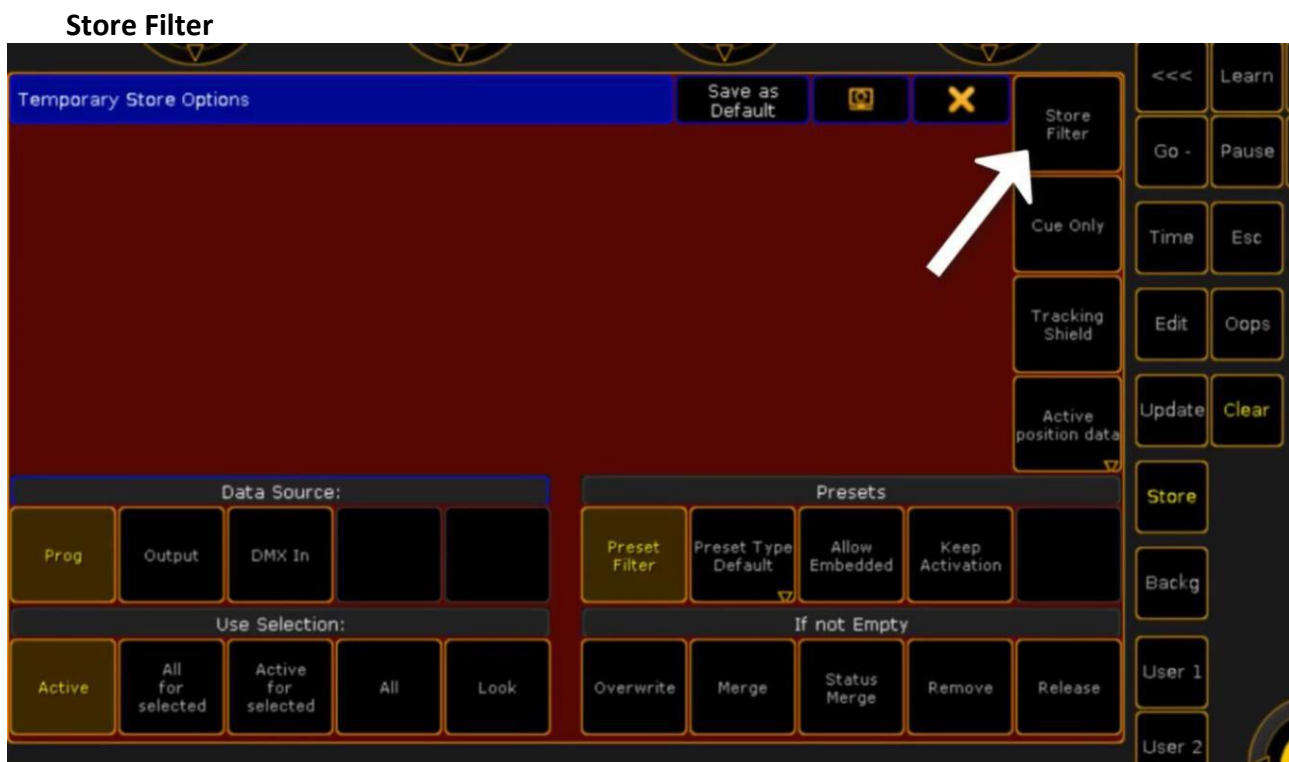 Store Filter
Temporary Store Options
Save as
Default
Store
Filter
<<<
Learn
Go -
Pause
Cue Only
Time
Esc
Tracking
Shield
Edit
Oops
Active
position data
Update
Clear
Data Source:
Presets
Store
Prog
Output
DMX In
Preset
Filter
Preset Type
Default
Allow
Embedded
Keep
Activation
Backg
Use Selection:
If not Empty
Active
All
for
selected
Active
for
selected
All
Look
Overwrite
Merge
Status
Merge
Remove
Release
User 1
User 2